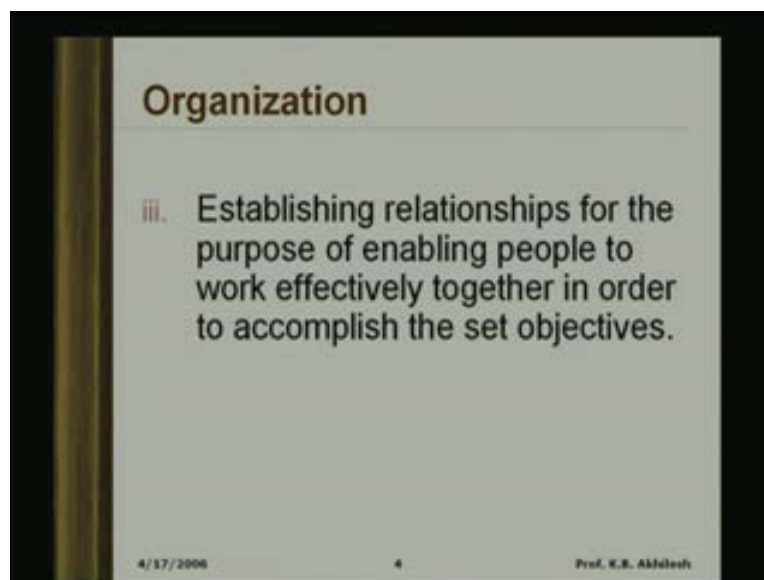 Organization
iii. Establishing relationships for the
purpose of enabling people to
work effectively together in order
to accomplish the set objectives.
4/17/2006 4 Prof. K.B. Akhilesh